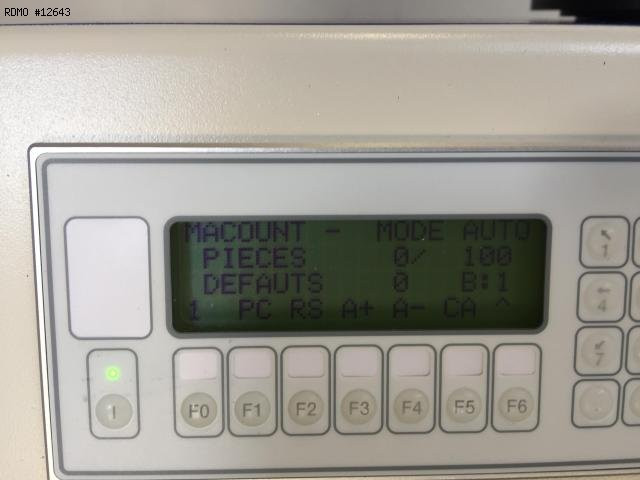 RDMO #12643
MACOUNT - MODE AUTO
PIECES 0/ 100
DEFAUTS 0 B:1
1 PC RS A+ A- CA ^
1
4
7
I F0 F1 F2 F3 F4 F5 F6